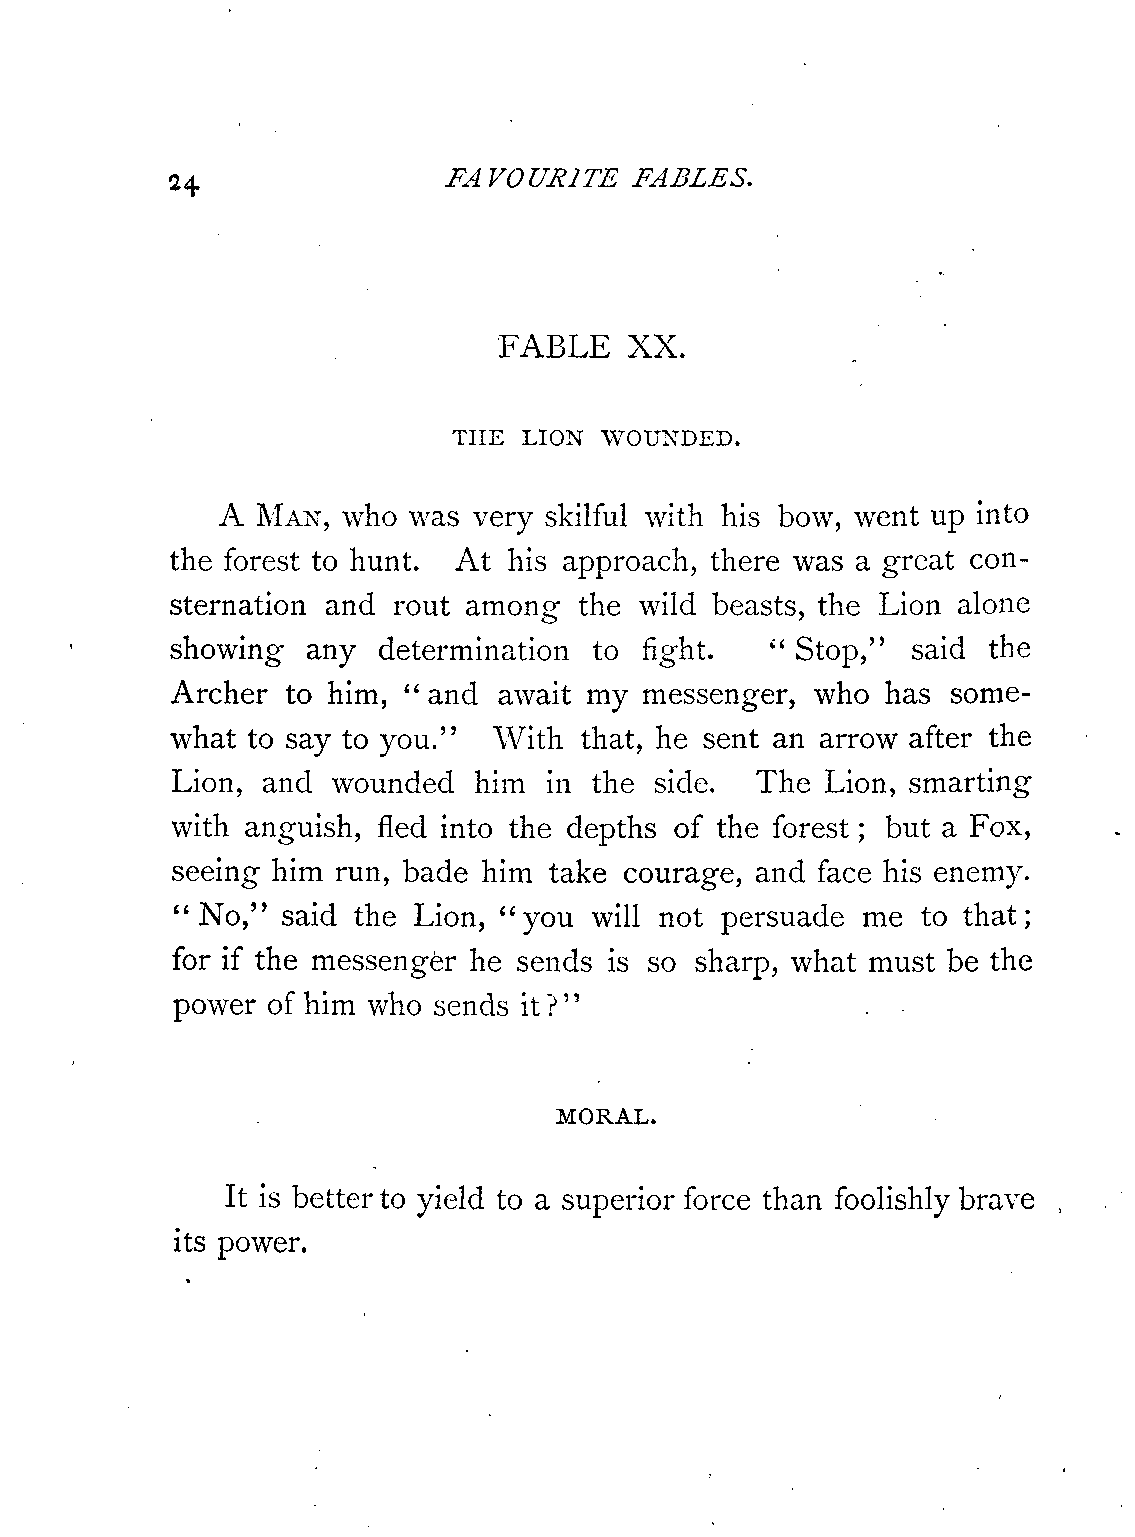 24 FAVOURITE FABLES.
FABLE XX.
THE LION WOUNDED.
A MAN, who was very skilful with his bow, went up into
the forest to hunt. At his approach, there was a great con-
sternation and rout among the wild beasts, the Lion alone
showing any determination to fight. “Stop,” said the
Archer to him, “and await my messenger, who has some-
what to say to you.” With that, he sent an arrow after the
Lion, and wounded him in the side. The Lion, smarting
with anguish, fled into the depths of the forest; but a Fox,
seeing him run, bade him take courage, and face his enemy.
“No,” said the Lion, “you will not persuade me to that;
for if the messenger he sends is so sharp, what must be the
power of him who sends it?”
MORAL.
It is better to yield to a superior force than foolishly brave
its power.